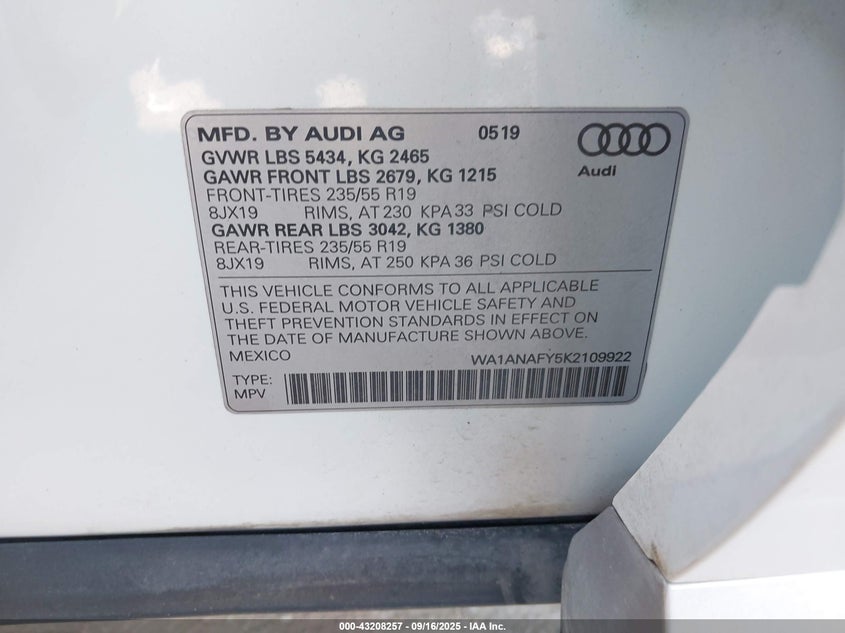 MFD. BY AUDI AG 0519
GVWR LBS 5434, KG 2465
GAWR FRONT LBS 2679, KG 1215
Audi
FRONT-TIRES 235/55 R19
8JX19 RIMS, AT 230 KPA 33 PSI COLD
GAWR REAR LBS 3042, KG 1380
REAR-TIRES 235/55 R19
8JX19 RIMS, AT 250 KPA 36 PSI COLD
THIS VEHICLE CONFORMS TO ALL APPLICABLE
U.S. FEDERAL MOTOR VEHICLE SAFETY AND
THEFT PREVENTION STANDARDS IN EFFECT ON
THE DATE OF MANUFACTURE SHOWN ABOVE.
MEXICO WA1ANAFY5K2109922
TYPE:
MPV
000-43208257 - 09/16/2025 - IAA Inc.